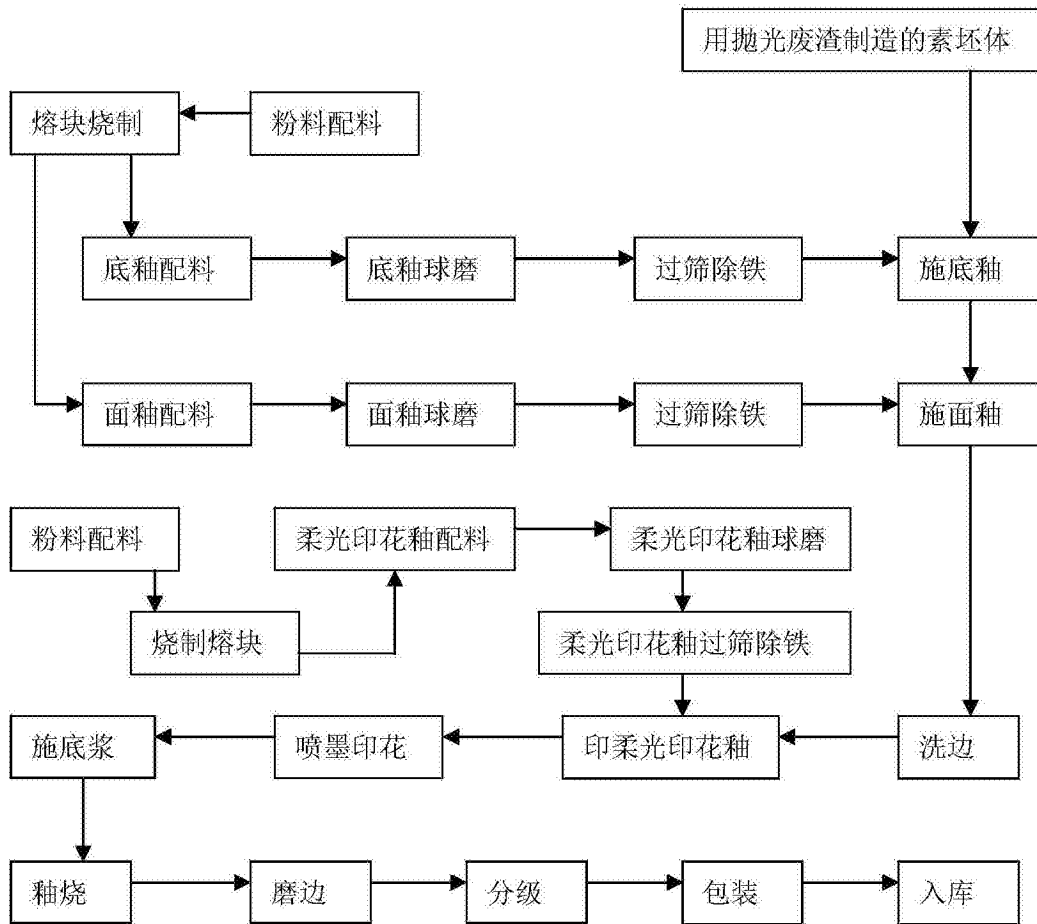 用抛光废渣制造的素坯体
熔块烧制
粉料配料
底釉配料
底釉球磨
过筛除铁
施底釉
面釉配料
面釉球磨
过筛除铁
施面釉
粉料配料
柔光印花釉配料
柔光印花釉球磨
烧制熔块
柔光印花釉过筛除铁
施底浆
喷墨印花
印柔光印花釉
洗边
釉烧
磨边
分级
包装
入库